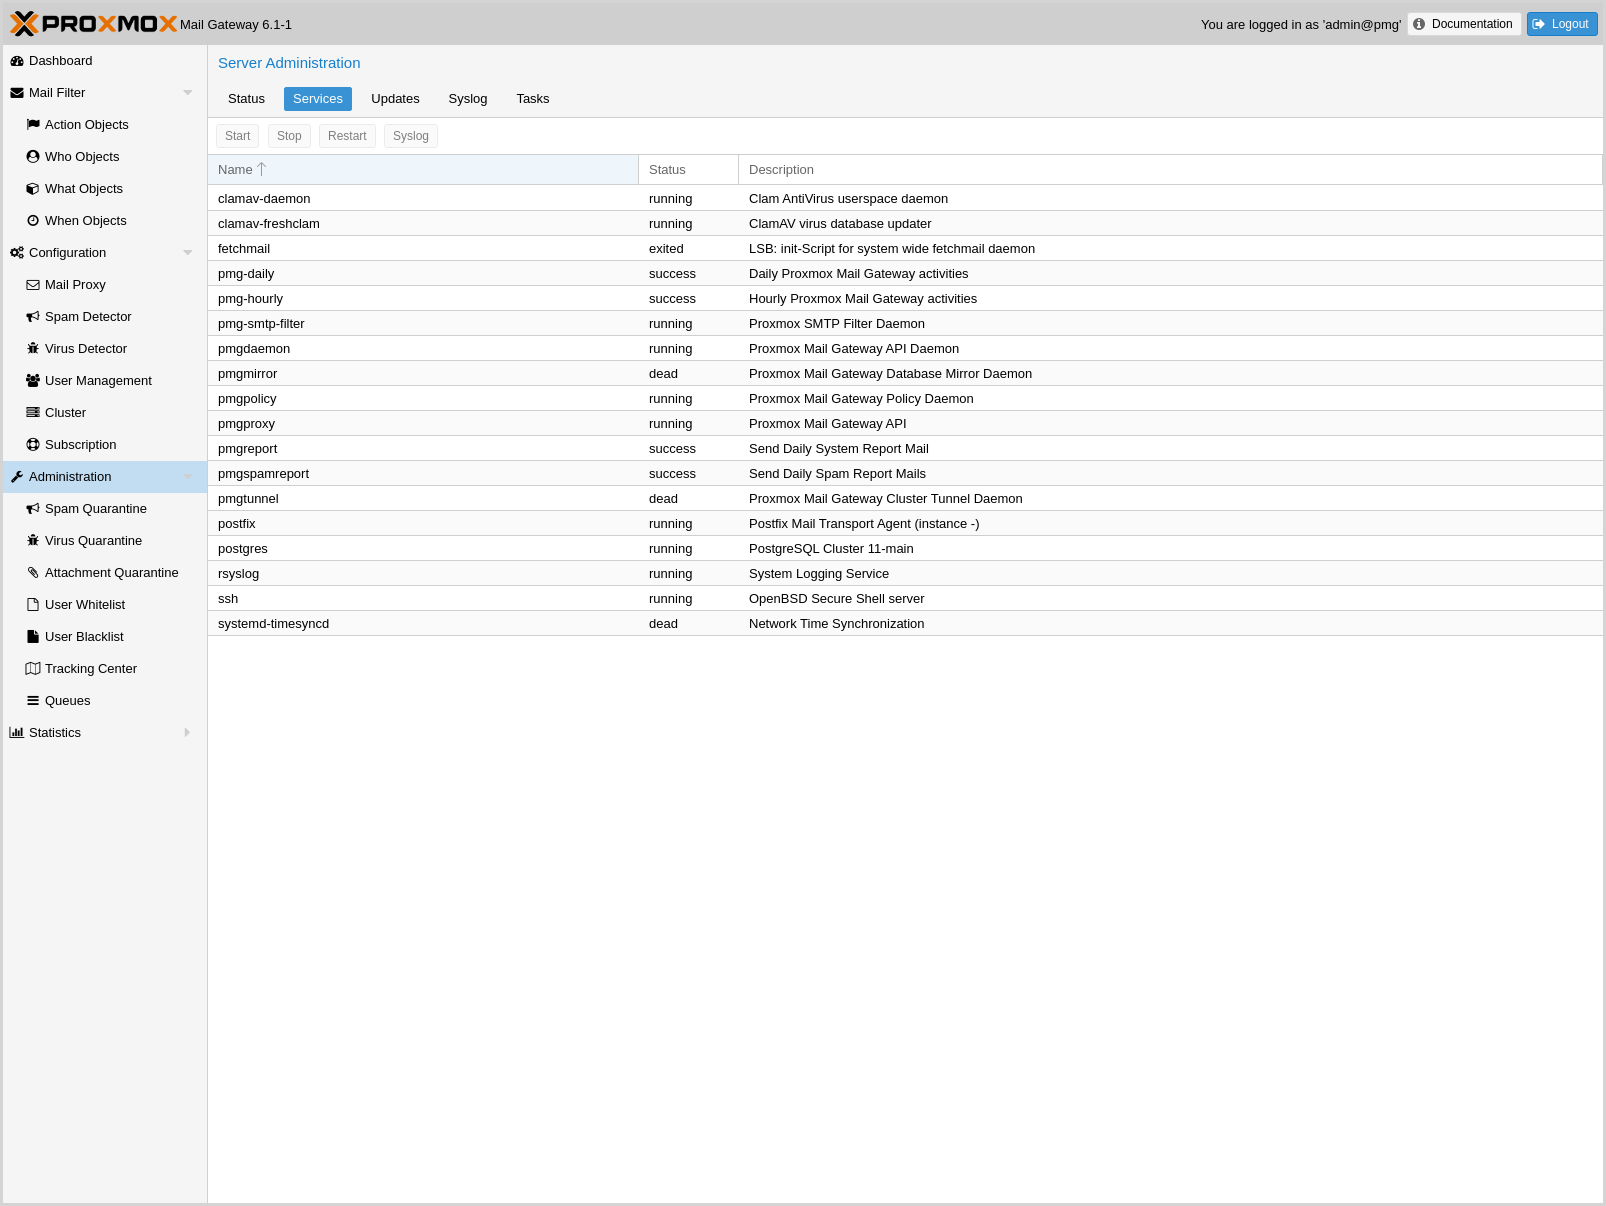 PROXMOX Mail Gateway 6.1-1 You are logged in as 'admin@pmg' Documentation Logout
Dashboard
Mail Filter
Action Objects
Who Objects
What Objects
When Objects
Configuration
Mail Proxy
Spam Detector
Virus Detector
User Management
Cluster
Subscription
Administration
Spam Quarantine
Virus Quarantine
Attachment Quarantine
User Whitelist
User Blacklist
Tracking Center
Queues
Statistics
Server Administration
Status Services Updates Syslog Tasks
Start Stop Restart Syslog
Name Status Description
clamav-daemon running Clam AntiVirus userspace daemon
clamav-freshclam running ClamAV virus database updater
fetchmail exited LSB: init-Script for system wide fetchmail daemon
pmg-daily success Daily Proxmox Mail Gateway activities
pmg-hourly success Hourly Proxmox Mail Gateway activities
pmg-smtp-filter running Proxmox SMTP Filter Daemon
pmgdaemon running Proxmox Mail Gateway API Daemon
pmgmirror dead Proxmox Mail Gateway Database Mirror Daemon
pmgpolicy running Proxmox Mail Gateway Policy Daemon
pmgproxy running Proxmox Mail Gateway API
pmgreport success Send Daily System Report Mail
pmgspamreport success Send Daily Spam Report Mails
pmgtunnel dead Proxmox Mail Gateway Cluster Tunnel Daemon
postfix running Postfix Mail Transport Agent (instance -)
postgres running PostgreSQL Cluster 11-main
rsyslog running System Logging Service
ssh running OpenBSD Secure Shell server
systemd-timesyncd dead Network Time Synchronization